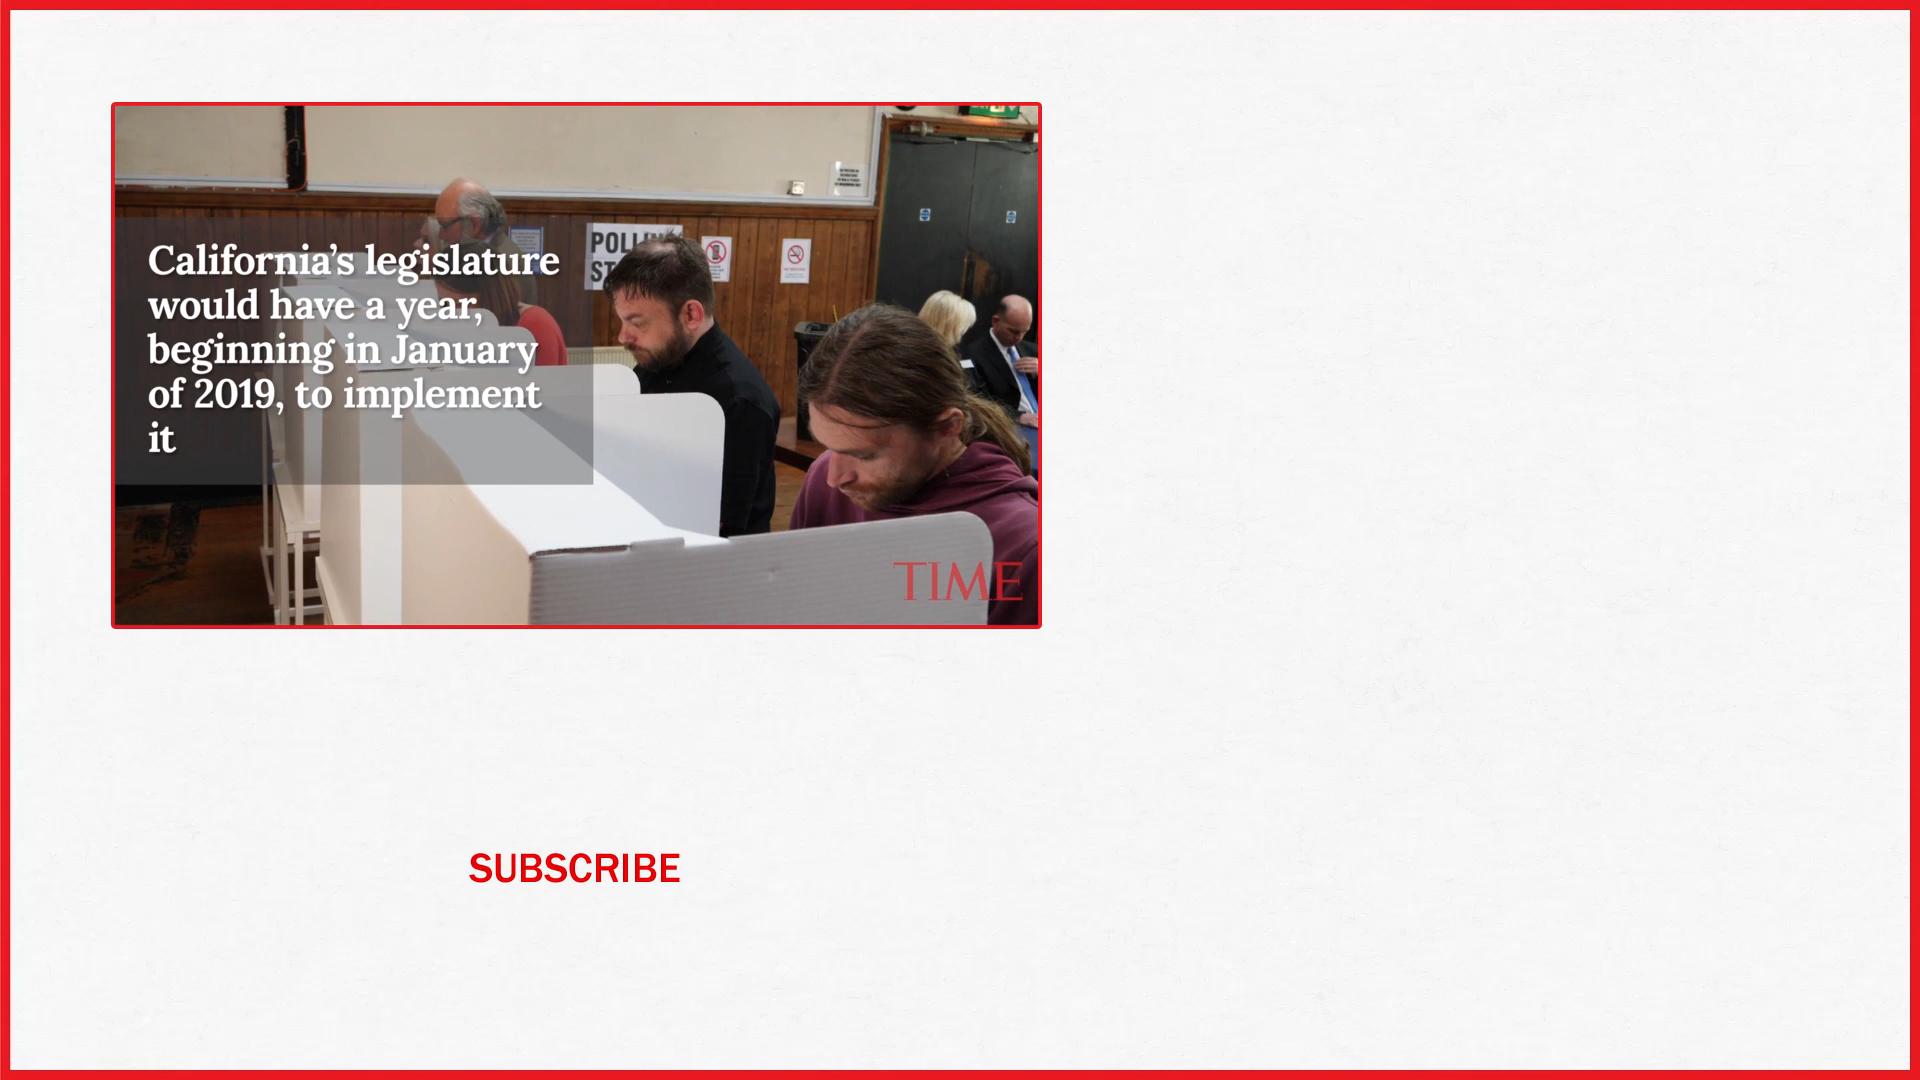 California's legislature
would have a year,
beginning in January
of 2019, to implement
it
TIME
SUBSCRIBE